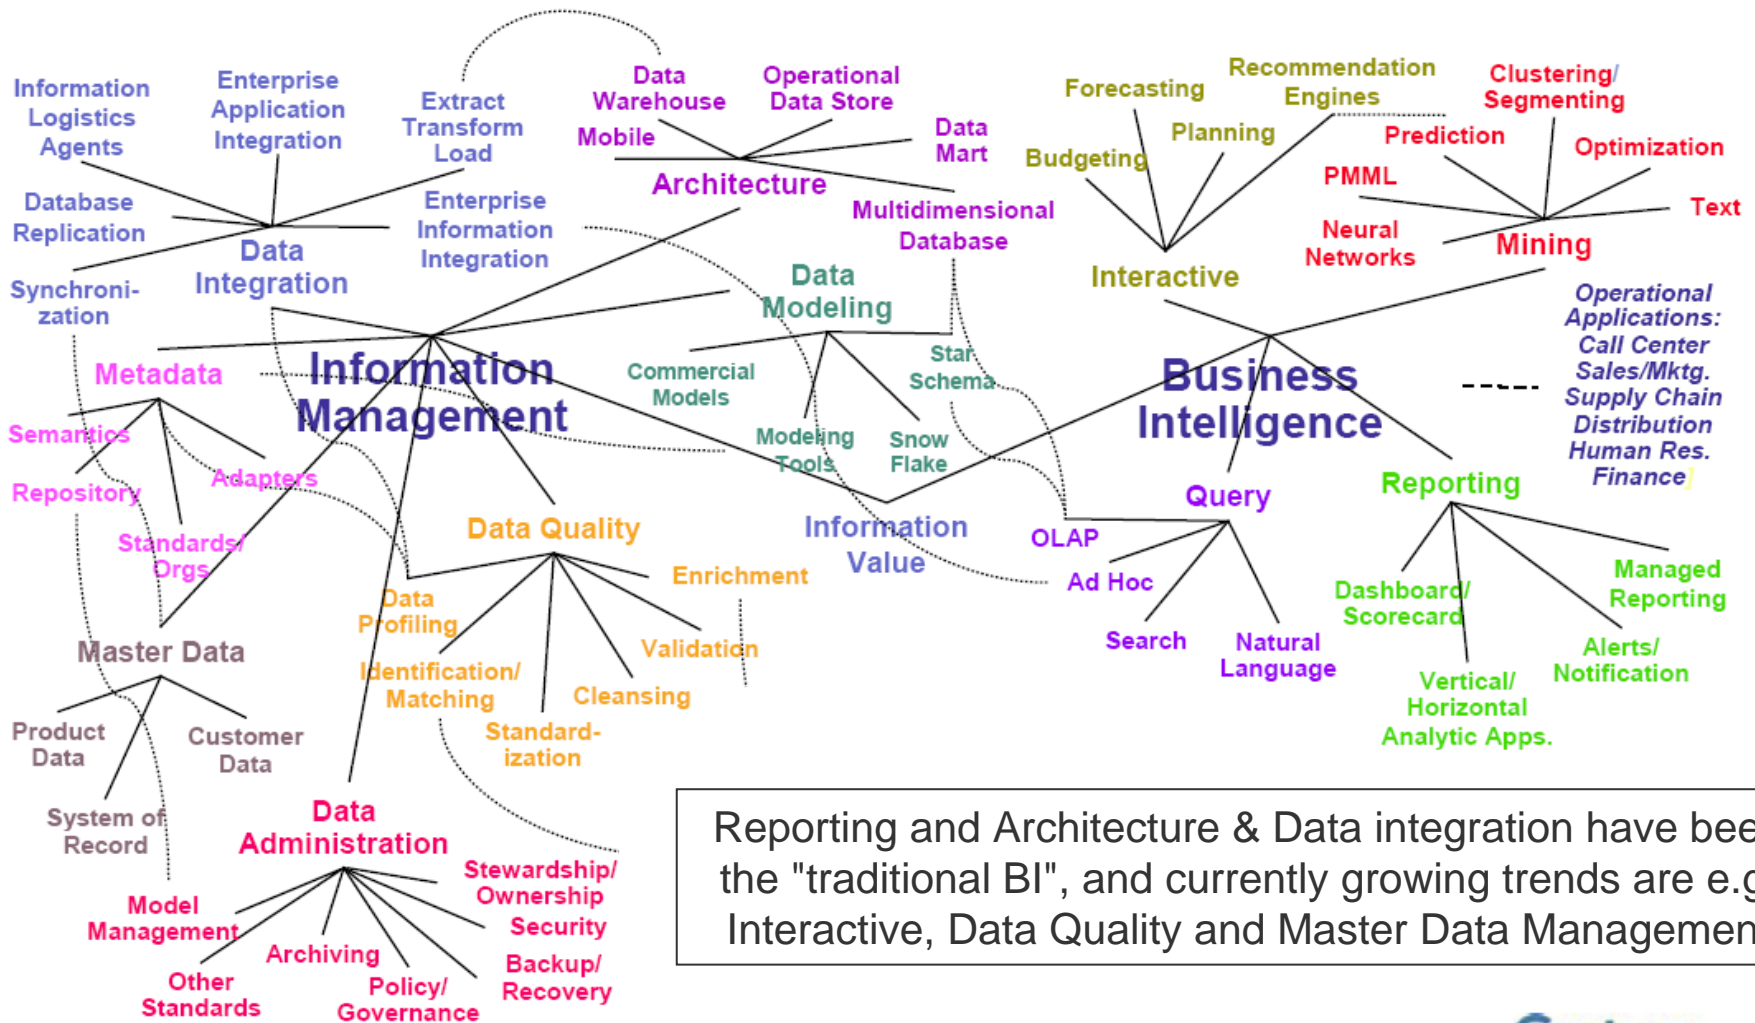 Information
Logistics
Agents
Enterprise
Application
Integration
Extract
Transform
Load
Database
Replication
Enterprise
Information
Integration
Data
Integration
Synchroni-
zation
Data
Warehouse
Operational
Data Store
Mobile
Data
Mart
Architecture
Multidimensional
Database
Forecasting
Recommendation
Engines
Planning
Budgeting
Interactive
Clustering/
Segmenting
Prediction
Optimization
PMML
Text
Neural
Networks
Mining
Data
Modeling
Commercial
Models
Star
Schema
Modeling
Tools
Snow
Flake
Metadata
Semantics
Repository
Adapters
Standards/
Orgs
Information
Management
Business
Intelligence
Operational
Applications:
Call Center
Sales/Mktg.
Supply Chain
Distribution
Human Res.
Finance]
Information
Value
Query
OLAP
Ad Hoc
Search
Natural
Language
Reporting
Dashboard/
Scorecard
Managed
Reporting
Alerts/
Notification
Vertical/
Horizontal
Analytic Apps.
Data Quality
Enrichment
Data
Profiling
Validation
Identification/
Matching
Cleansing
Standard-
ization
Master Data
Product
Data
Customer
Data
System of
Record
Data
Administration
Stewardship/
Ownership
Model
Management
Security
Archiving
Backup/
Recovery
Other
Standards
Policy/
Governance
Reporting and Architecture & Data integration have bee
the "traditional BI", and currently growing trends are e.g
Interactive, Data Quality and Master Data Managemen